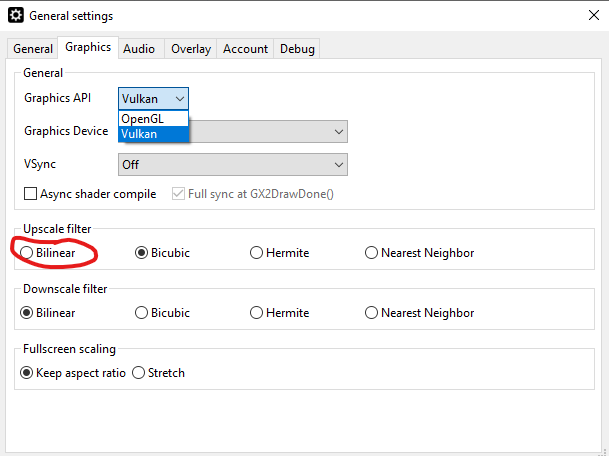 General settings
General Graphics Audio Overlay Account Debug
General
Graphics API Vulkan
OpenGL
Graphics Device Vulkan
VSync Off
Async shader compile Full sync at GX2DrawDone()
Upscale filter
Bilinear Bicubic Hermite Nearest Neighbor
Downscale filter
Bilinear Bicubic Hermite Nearest Neighbor
Fullscreen scaling
Keep aspect ratio Stretch